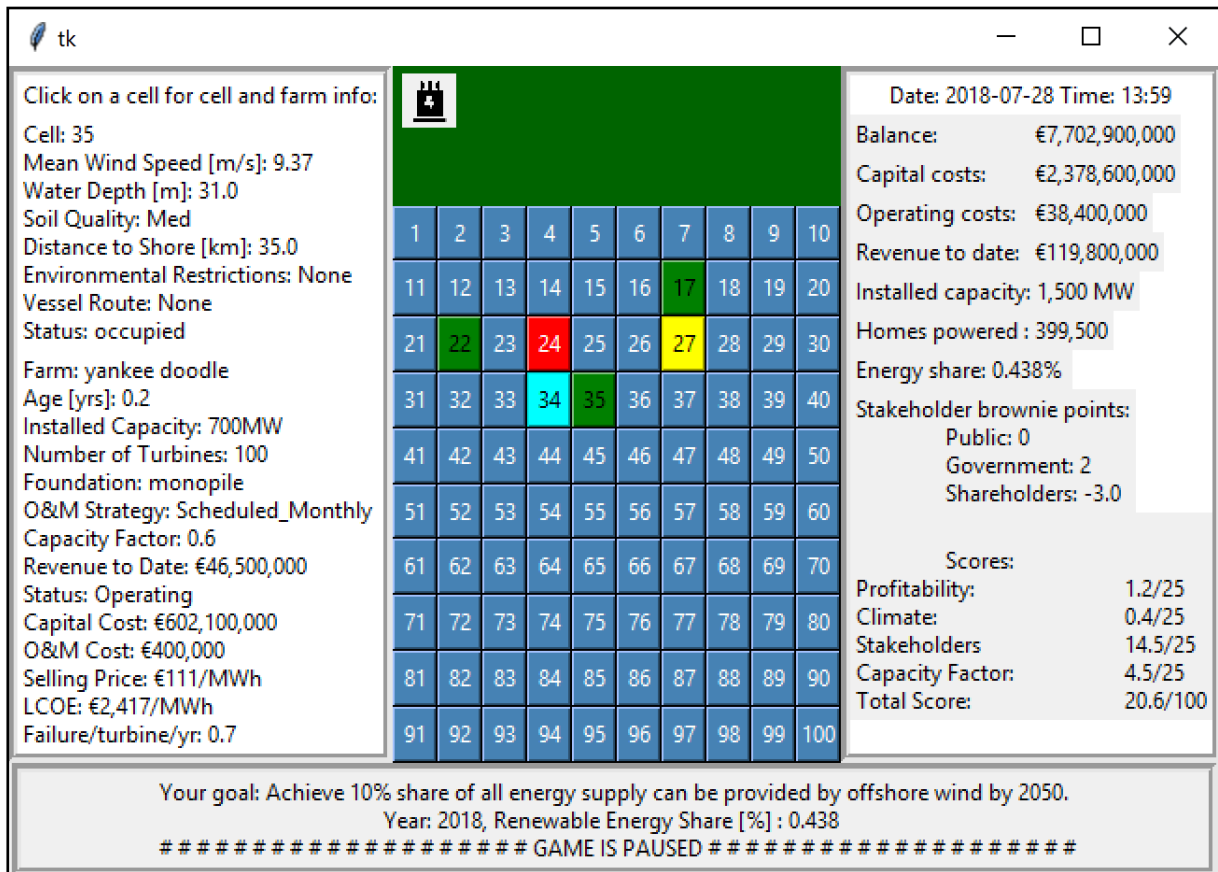 tk
Click on a cell for cell and farm info:
Cell: 35
Mean Wind Speed [m/s]: 9.37
Water Depth [m]: 31.0
Soil Quality: Med
Distance to Shore [km]: 35.0
Environmental Restrictions: None
Vessel Route: None
Status: occupied
Farm: yankee doodle
Age [yrs]: 0.2
Installed Capacity: 700MW
Number of Turbines: 100
Foundation: monopile
O&M Strategy: Scheduled_Monthly
Capacity Factor: 0.6
Revenue to Date: €46,500,000
Status: Operating
Capital Cost: €602,100,000
O&M Cost: €400,000
Selling Price: €111/MWh
LCOE: €2,417/MWh
Failure/turbine/yr: 0.7
1 2 3 4 5 6 7 8 9 10
11 12 13 14 15 16 17 18 19 20
21 22 23 24 25 26 27 28 29 30
31 32 33 34 35 36 37 38 39 40
41 42 43 44 45 46 47 48 49 50
51 52 53 54 55 56 57 58 59 60
61 62 63 64 65 66 67 68 69 70
71 72 73 74 75 76 77 78 79 80
81 82 83 84 85 86 87 88 89 90
91 92 93 94 95 96 97 98 99 100
Date: 2018-07-28 Time: 13:59
Balance: €7,702,900,000
Capital costs: €2,378,600,000
Operating costs: €38,400,000
Revenue to date: €119,800,000
Installed capacity: 1,500 MW
Homes powered : 399,500
Energy share: 0.438%
Stakeholder brownie points:
Public: 0
Government: 2
Shareholders: -3.0
Scores:
Profitability: 1.2/25
Climate: 0.4/25
Stakeholders 14.5/25
Capacity Factor: 4.5/25
Total Score: 20.6/100
Your goal: Achieve 10% share of all energy supply can be provided by offshore wind by 2050.
Year: 2018, Renewable Energy Share [%] : 0.438
# # # # # # # # # # # # # # # # # # # # GAME IS PAUSED # # # # # # # # # # # # # # # # # # # #